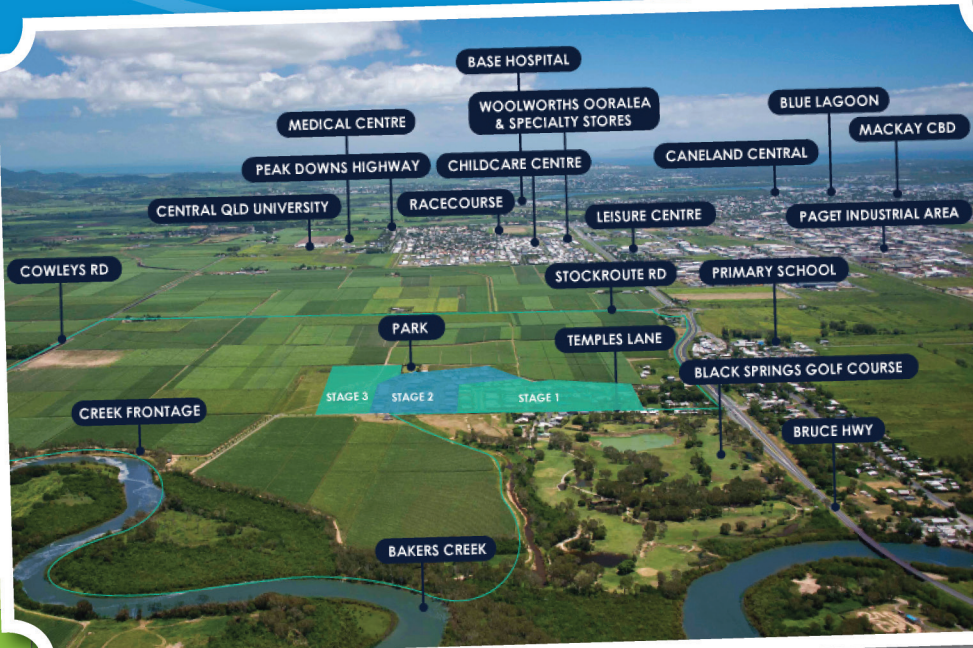 BASE HOSPITAL
WOOLWORTHS OORALEA
& SPECIALTY STORES
BLUE LAGOON
MEDICAL CENTRE
MACKAY CBD
PEAK DOWNS HIGHWAY
CHILDCARE CENTRE
CANELAND CENTRAL
CENTRAL QLD UNIVERSITY
RACECOURSE
LEISURE CENTRE
PAGET INDUSTRIAL AREA
COWLEYS RD
STOCKROUTE RD
PRIMARY SCHOOL
PARK
TEMPLES LANE
BLACK SPRINGS GOLF COURSE
STAGE 3
STAGE 2
STAGE 1
CREEK FRONTAGE
BRUCE HWY
BAKERS CREEK